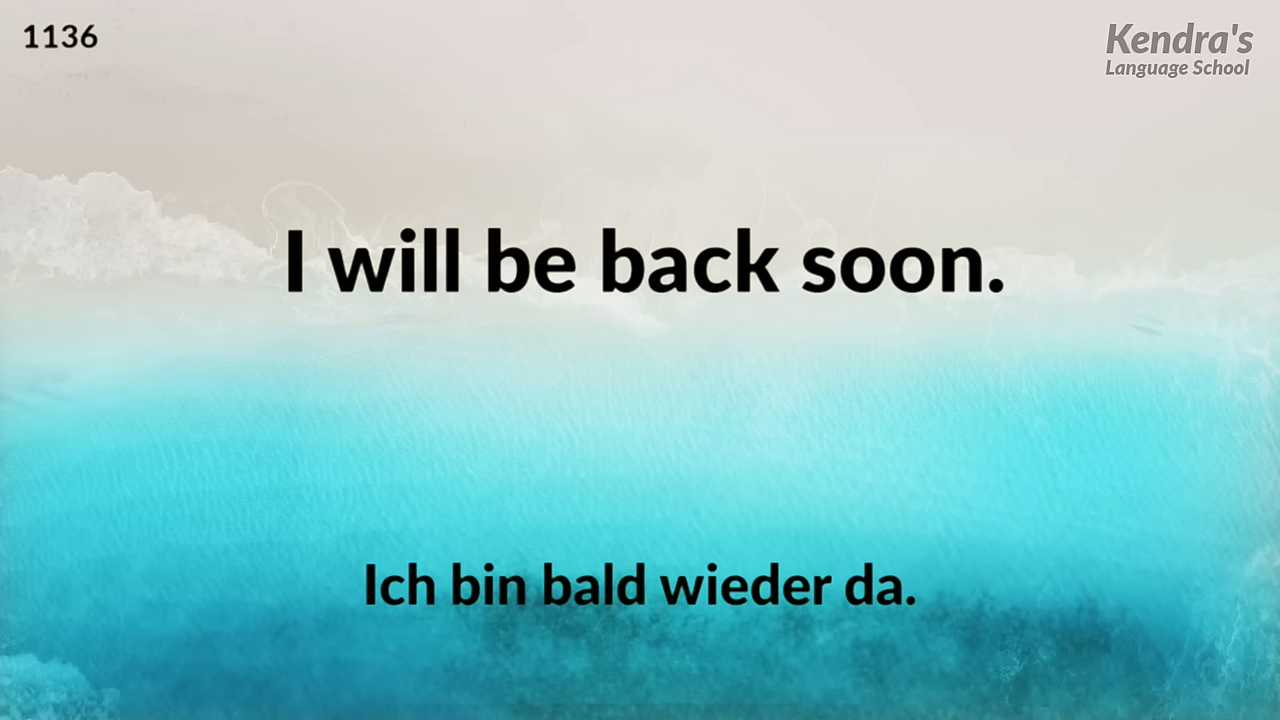 1136
Kendra's
Language School
I will be back soon.
Ich bin bald wieder da.